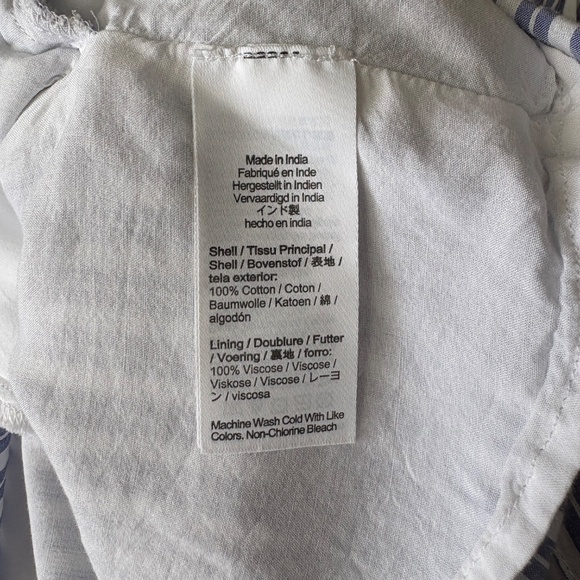 Made in India
Fabriqué en Inde
Hergestellt in Indien
Vervaardigd in India
インド製
hecho en india
Shell / Tissu Principal /
Shell / Bovenstof / 表地 /
tela exterior:
100% Cotton / Coton /
Baumwolle / Katoen / 綿 /
algodón
Lining / Doublure / Futter
/ Voering / 裏地 / forro:
100% Viscose / Viscose /
Viskose / Viscose / レーヨ
ン / viscosa
Machine Wash Cold With Like
Colors. Non-Chlorine Bleach